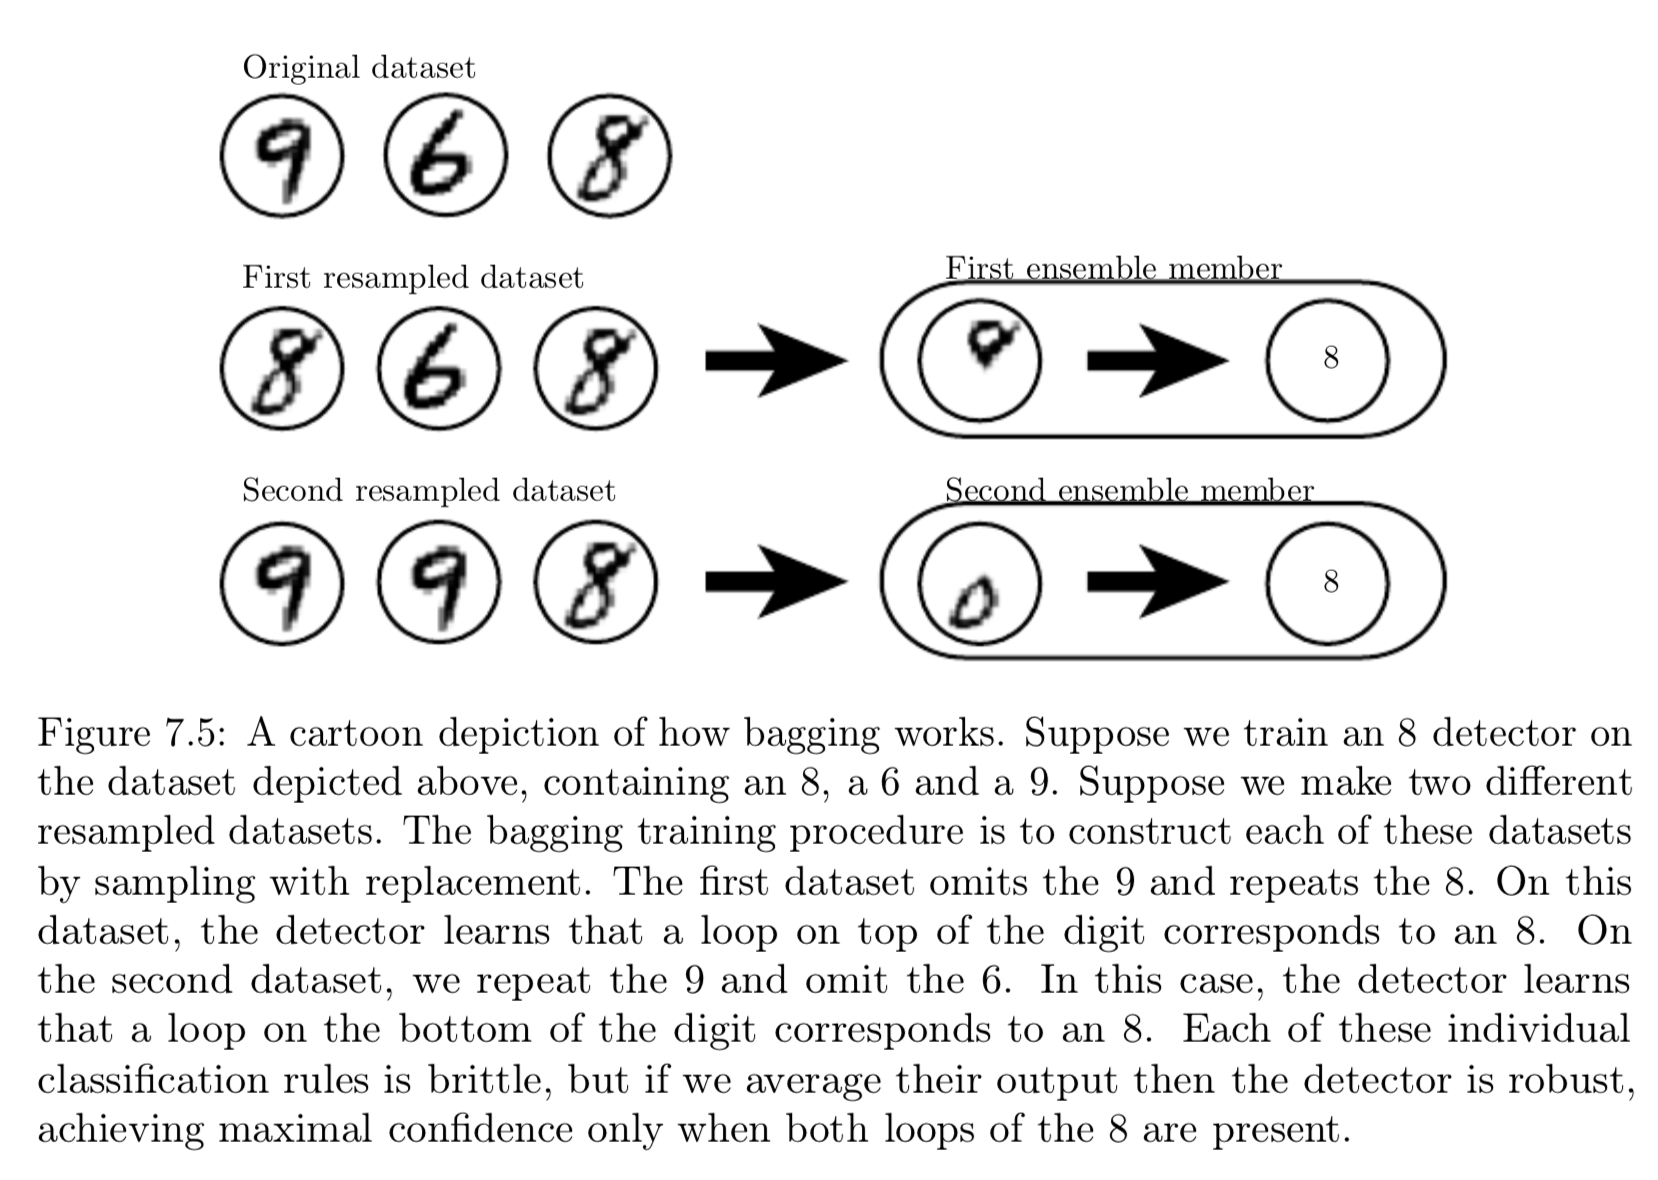 Original dataset
9 6 8
First resampled dataset
First ensemble member
8 6 8
8
Second resampled dataset
Second ensemble member
9 9 8
8
Figure 7.5: A cartoon depiction of how bagging works. Suppose we train an 8 detector on
the dataset depicted above, containing an 8, a 6 and a 9. Suppose we make two different
resampled datasets. The bagging training procedure is to construct each of these datasets
by sampling with replacement. The first dataset omits the 9 and repeats the 8. On this
dataset, the detector learns that a loop on top of the digit corresponds to an 8. On
the second dataset, we repeat the 9 and omit the 6. In this case, the detector learns
that a loop on the bottom of the digit corresponds to an 8. Each of these individual
classification rules is brittle, but if we average their output then the detector is robust,
achieving maximal confidence only when both loops of the 8 are present.